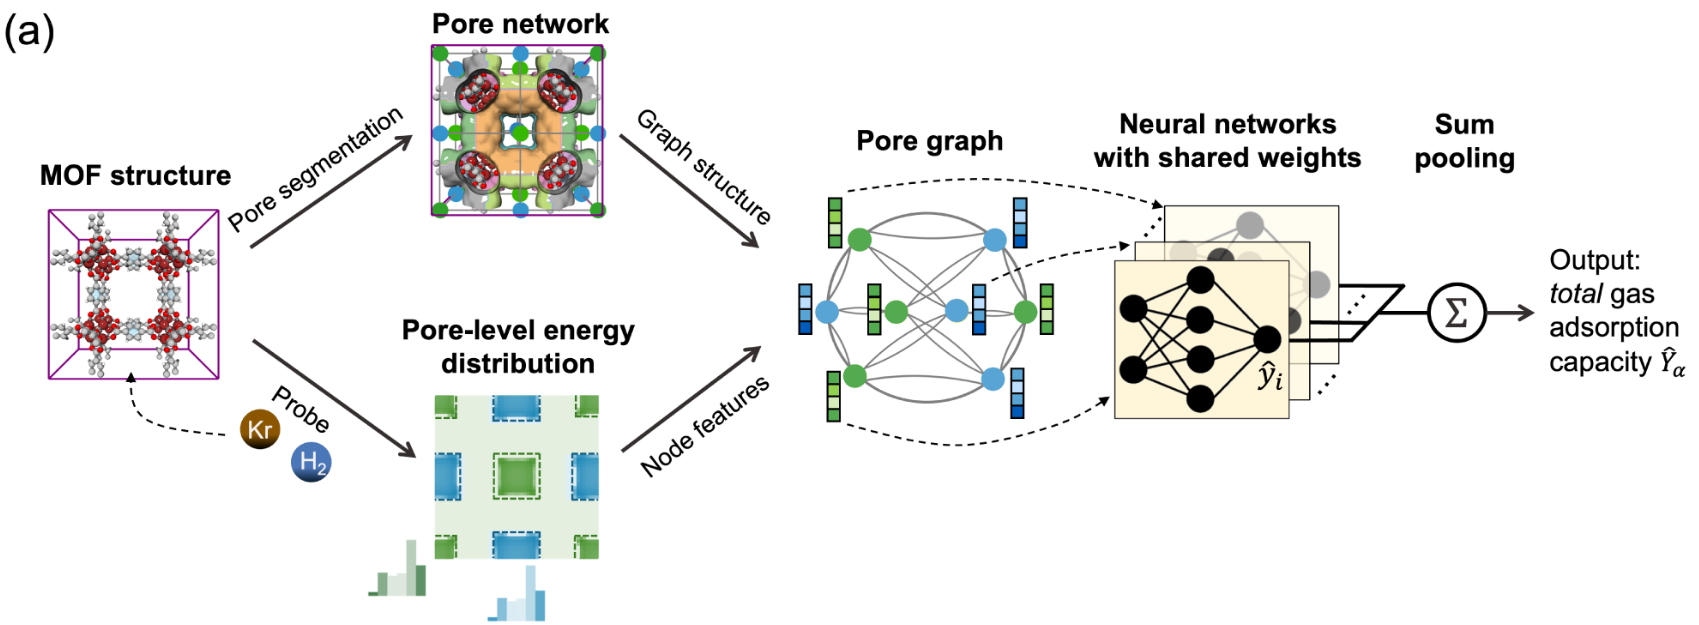 (a)
MOF structure
Pore segmentation
Pore network
Graph structure
Probe
Kr
H₂
Pore-level energy
distribution
Node features
Pore graph
Neural networks
with shared weights
ŷᵢ
Sum
pooling
Σ
Output:
total gas
adsorption
capacity Ŷα